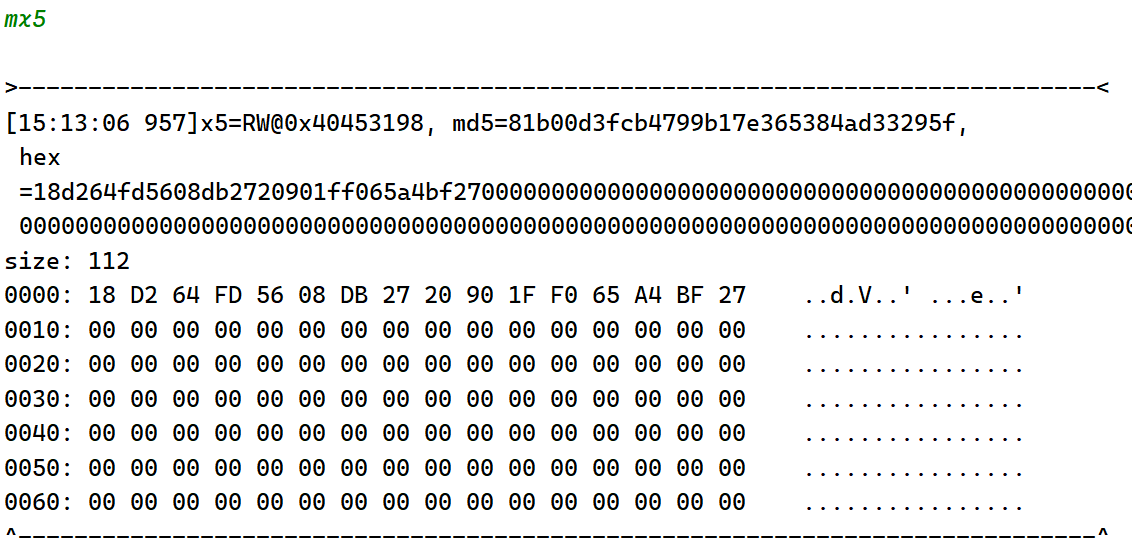 mx5
>-----------------------------------------------------------------------------<
[15:13:06 957]x5=RW@0x40453198, md5=81b00d3fcb4799b17e365384ad33295f,
hex
=18d264fd5608db2720901ff065a4bf2700000000000000000000000000000000000000000000000
00000000000000000000000000000000000000000000000000000000000000000000000000000000
size: 112
0000: 18 D2 64 FD 56 08 DB 27 20 90 1F F0 65 A4 BF 27    ..d.V..' ...e..'
0010: 00 00 00 00 00 00 00 00 00 00 00 00 00 00 00 00    ................
0020: 00 00 00 00 00 00 00 00 00 00 00 00 00 00 00 00    ................
0030: 00 00 00 00 00 00 00 00 00 00 00 00 00 00 00 00    ................
0040: 00 00 00 00 00 00 00 00 00 00 00 00 00 00 00 00    ................
0050: 00 00 00 00 00 00 00 00 00 00 00 00 00 00 00 00    ................
0060: 00 00 00 00 00 00 00 00 00 00 00 00 00 00 00 00    ................
^-----------------------------------------------------------------------------^